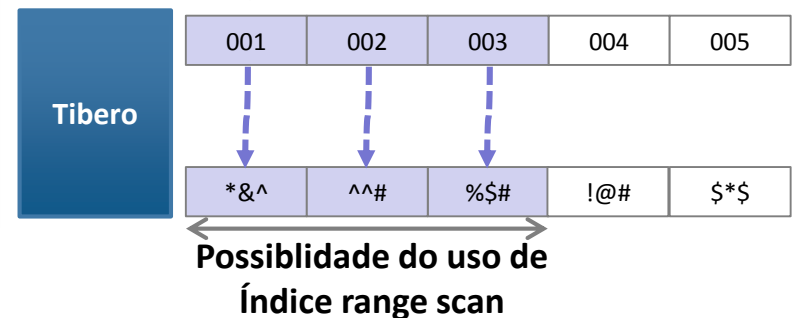 Tibero
001 002 003 004 005
*&^ ^^# %$# !@# $*$
Possiblidade do uso de
Índice range scan